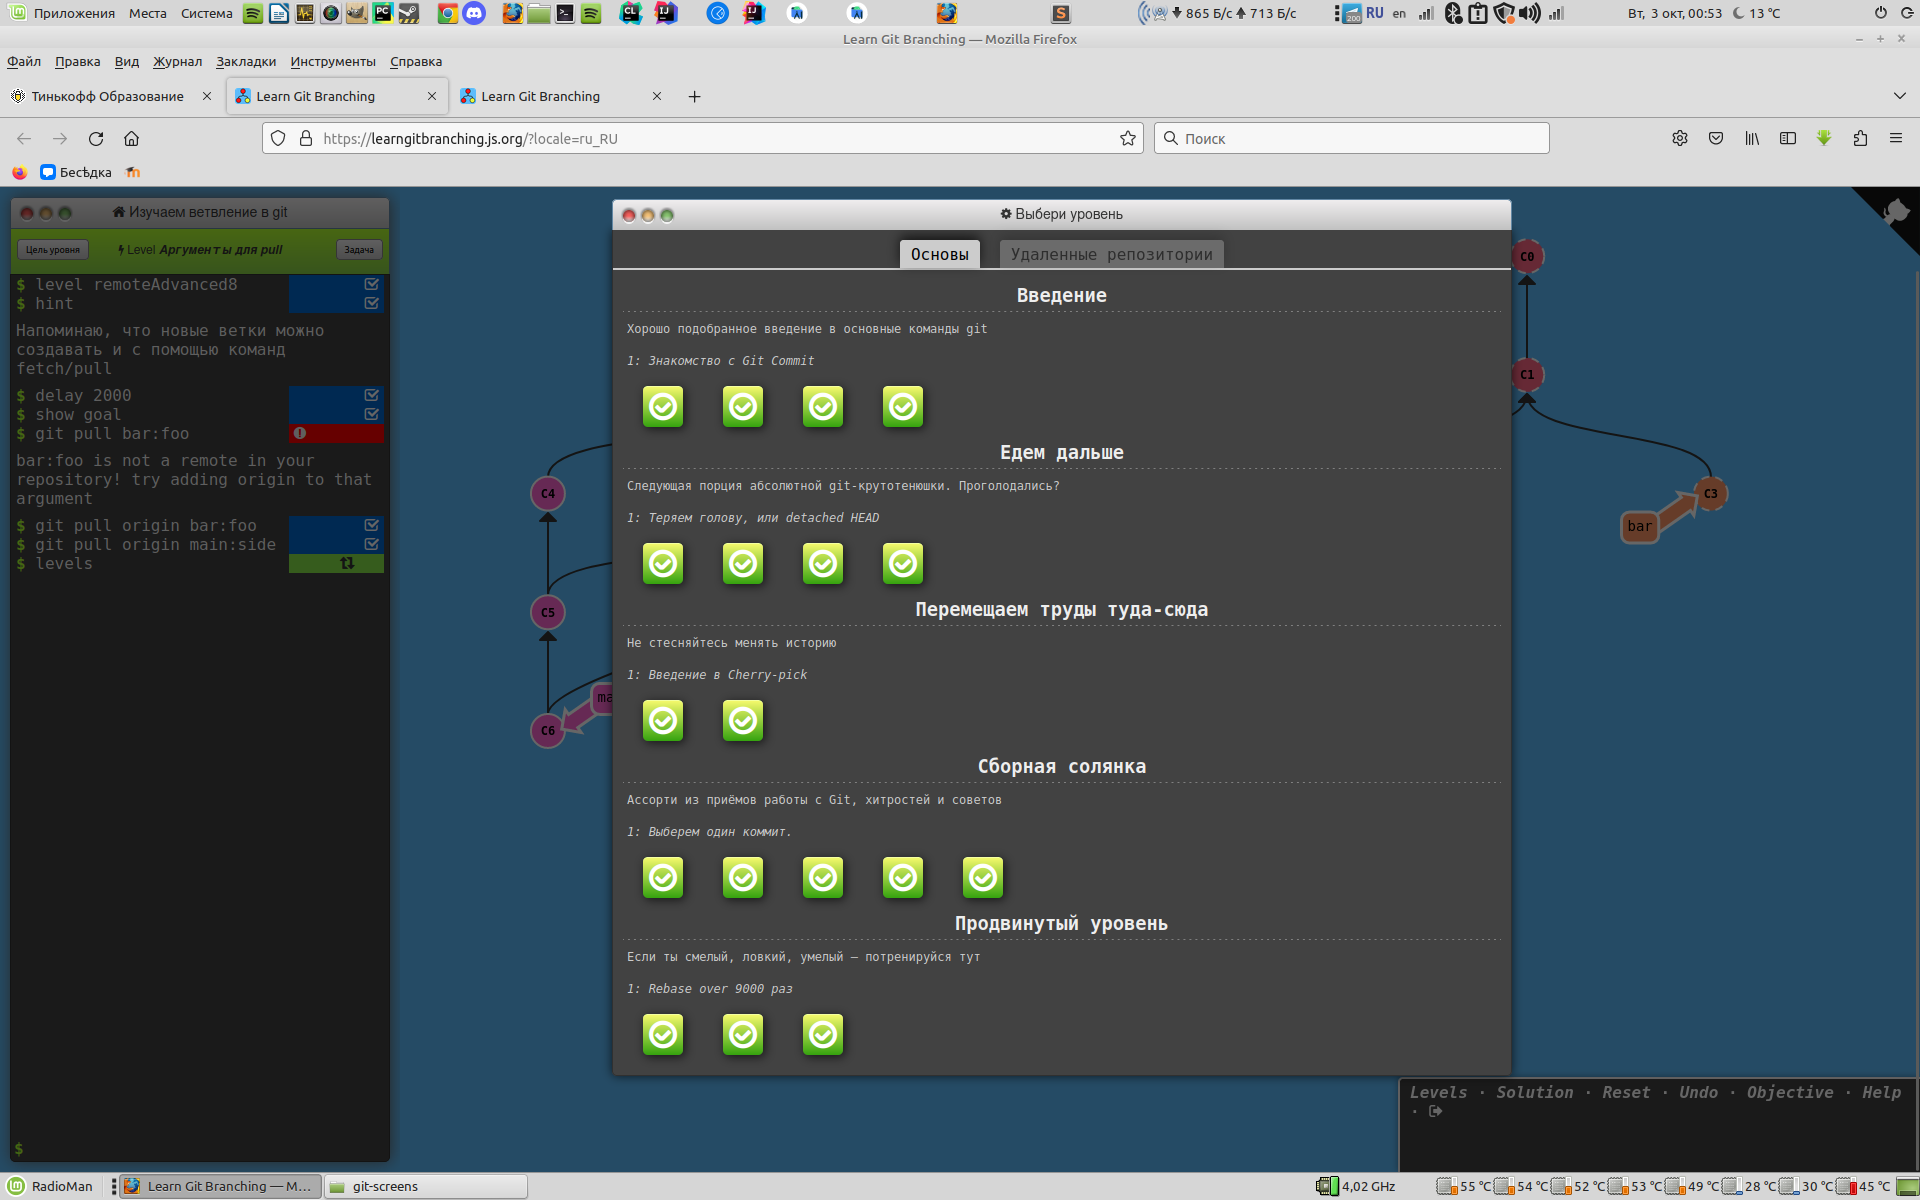 Приложения Места Система
865 Б/с 713 Б/с
200 RU en
Вт, 3 окт, 00:53 13 °C
Learn Git Branching — Mozilla Firefox
Файл Правка Вид Журнал Закладки Инструменты Справка
Тинькофф Образование
Learn Git Branching
Learn Git Branching
https://learngitbranching.js.org/?locale=ru_RU
Поиск
Бесѣдка
Изучаем ветвление в git
Цель уровня
Level Аргументы для pull
Задача
$ level remoteAdvanced8
$ hint
Напоминаю, что новые ветки можно
создавать и с помощью команд
fetch/pull
$ delay 2000
$ show goal
$ git pull bar:foo
bar:foo is not a remote in your
repository! try adding origin to that
argument
$ git pull origin bar:foo
$ git pull origin main:side
$ levels
$
C4
C5
C6
ma
Выбери уровень
Основы
Удаленные репозитории
Введение
Хорошо подобранное введение в основные команды git
1: Знакомство с Git Commit
Едем дальше
Следующая порция абсолютной git-крутотенюшки. Проголодались?
1: Теряем голову, или detached HEAD
Перемещаем труды туда-сюда
Не стесняйтесь менять историю
1: Введение в Cherry-pick
Сборная солянка
Ассорти из приёмов работы с Git, хитростей и советов
1: Выберем один коммит.
Продвинутый уровень
Если ты смелый, ловкий, умелый — потренируйся тут
1: Rebase over 9000 раз
C0
C1
C3
bar
Levels · Solution · Reset · Undo · Objective · Help
·
RadioMan
Learn Git Branching — M...
git-screens
4,02 GHz
55 °C 54 °C 52 °C 53 °C 49 °C 28 °C 30 °C 45 °C